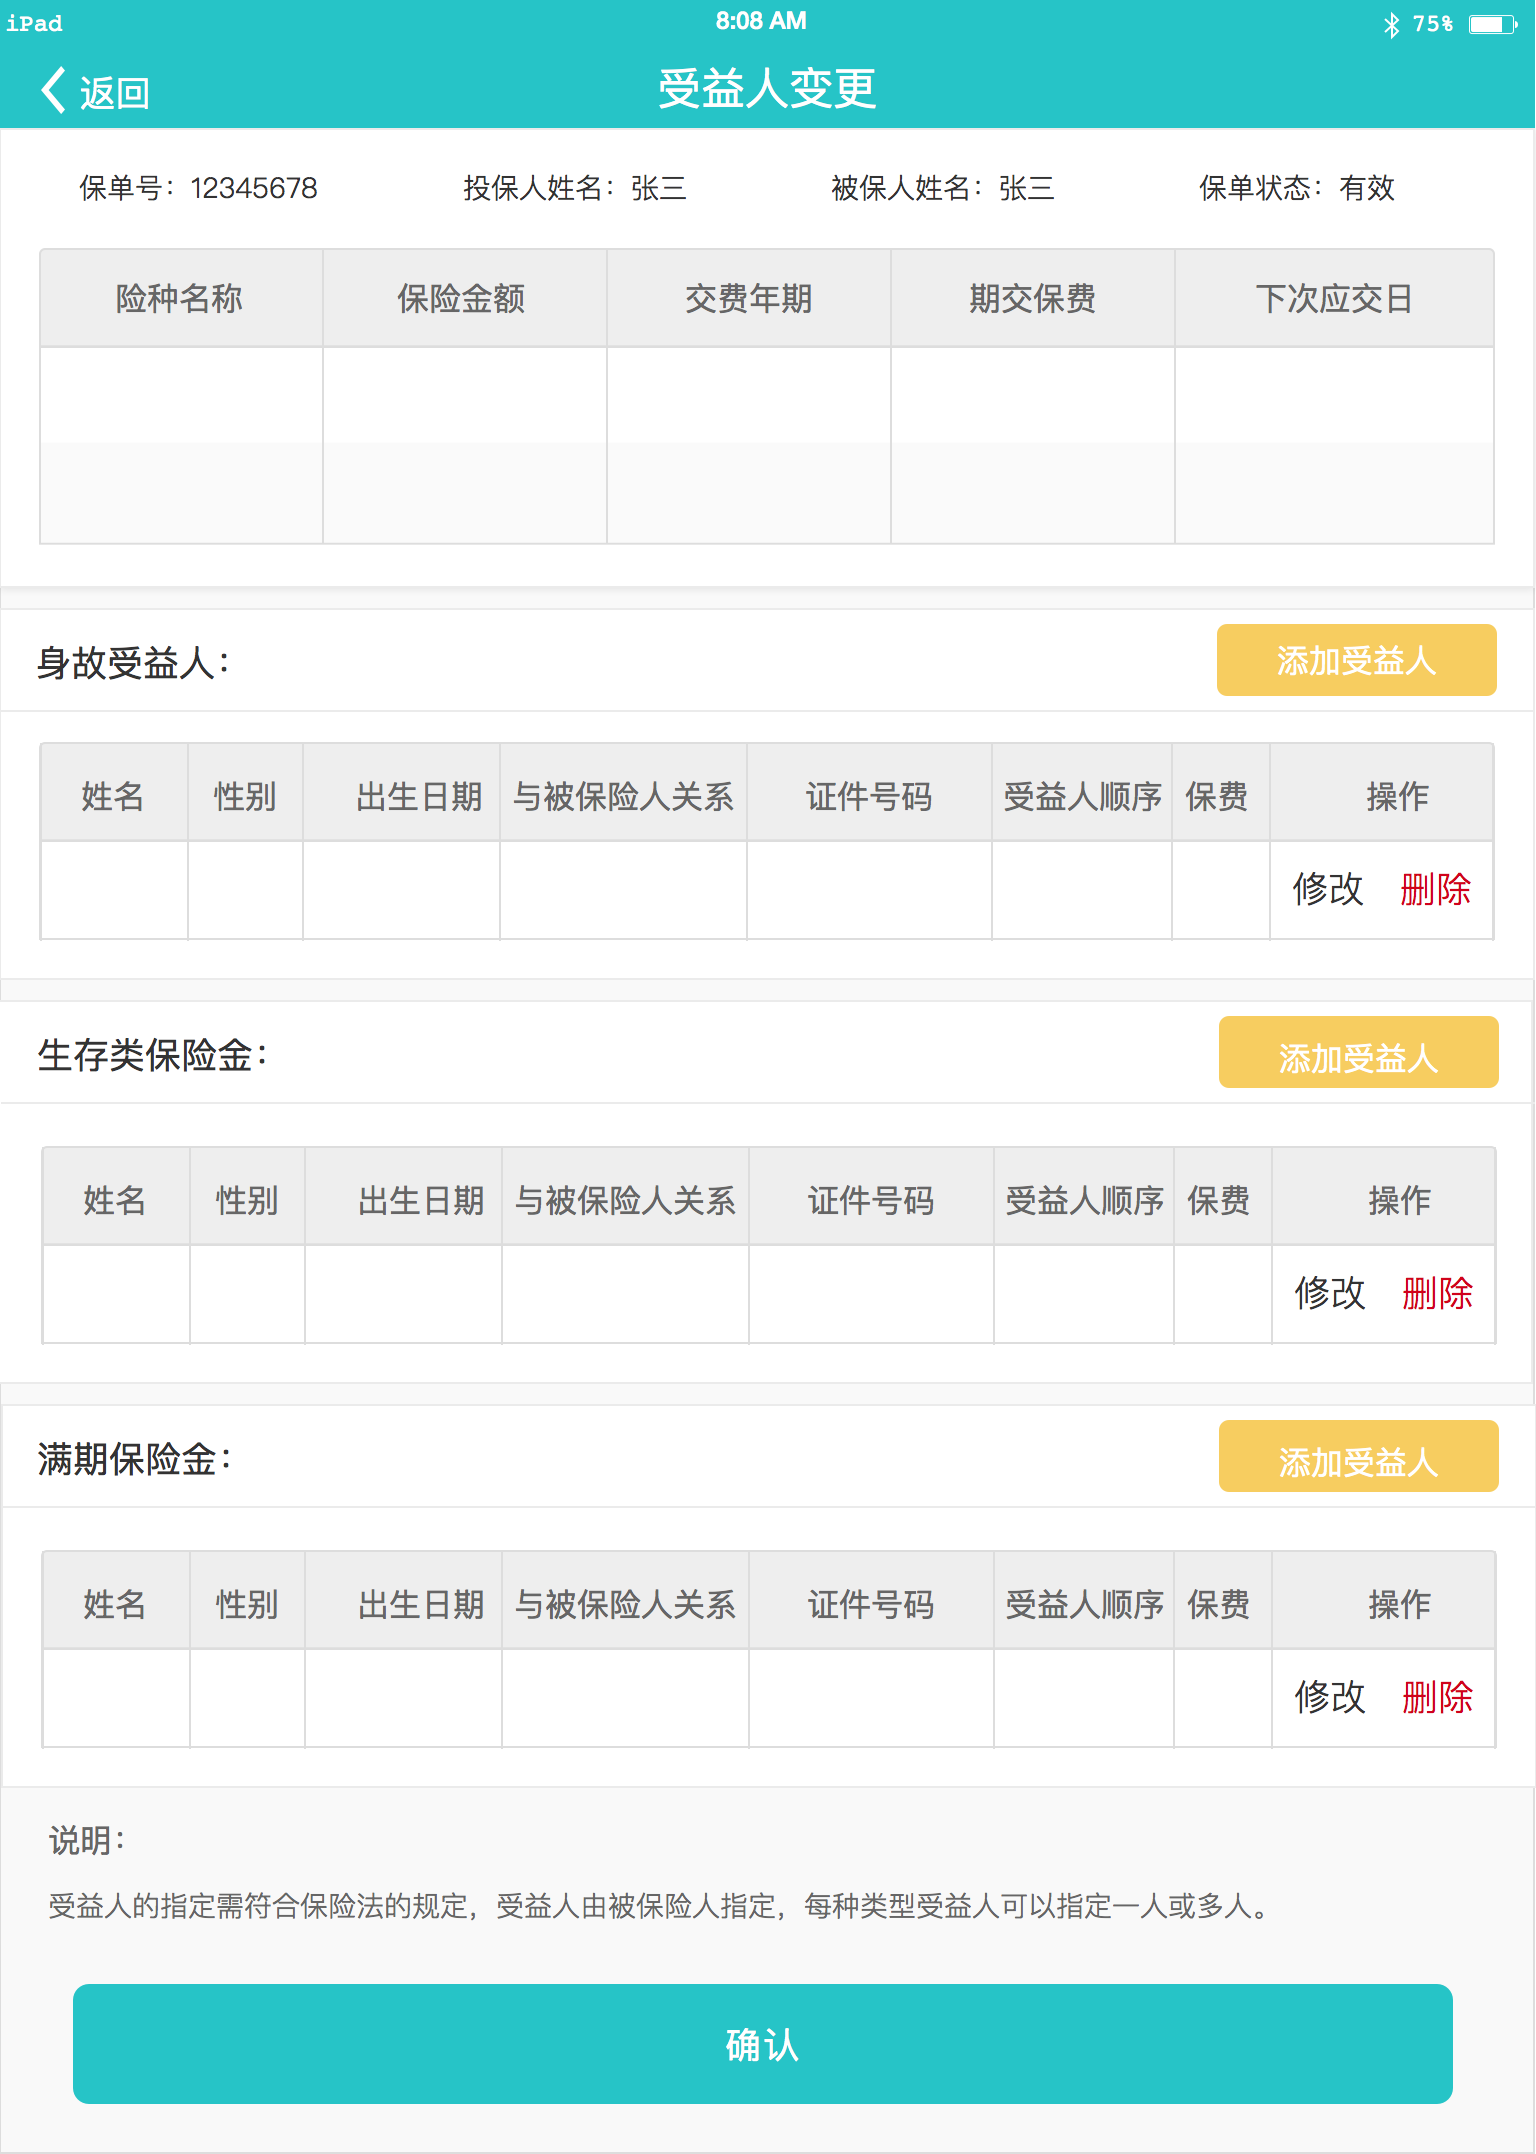 iPad 8:08 AM 75%
返回 受益人变更
保单号：12345678 投保人姓名：张三 被保人姓名：张三 保单状态：有效
险种名称 保险金额 交费年期 期交保费 下次应交日
身故受益人： 添加受益人
姓名 性别 出生日期 与被保险人关系 证件号码 受益人顺序 保费 操作
修改 删除
生存类保险金： 添加受益人
姓名 性别 出生日期 与被保险人关系 证件号码 受益人顺序 保费 操作
修改 删除
满期保险金： 添加受益人
姓名 性别 出生日期 与被保险人关系 证件号码 受益人顺序 保费 操作
修改 删除
说明：
受益人的指定需符合保险法的规定，受益人由被保险人指定，每种类型受益人可以指定一人或多人。
确认